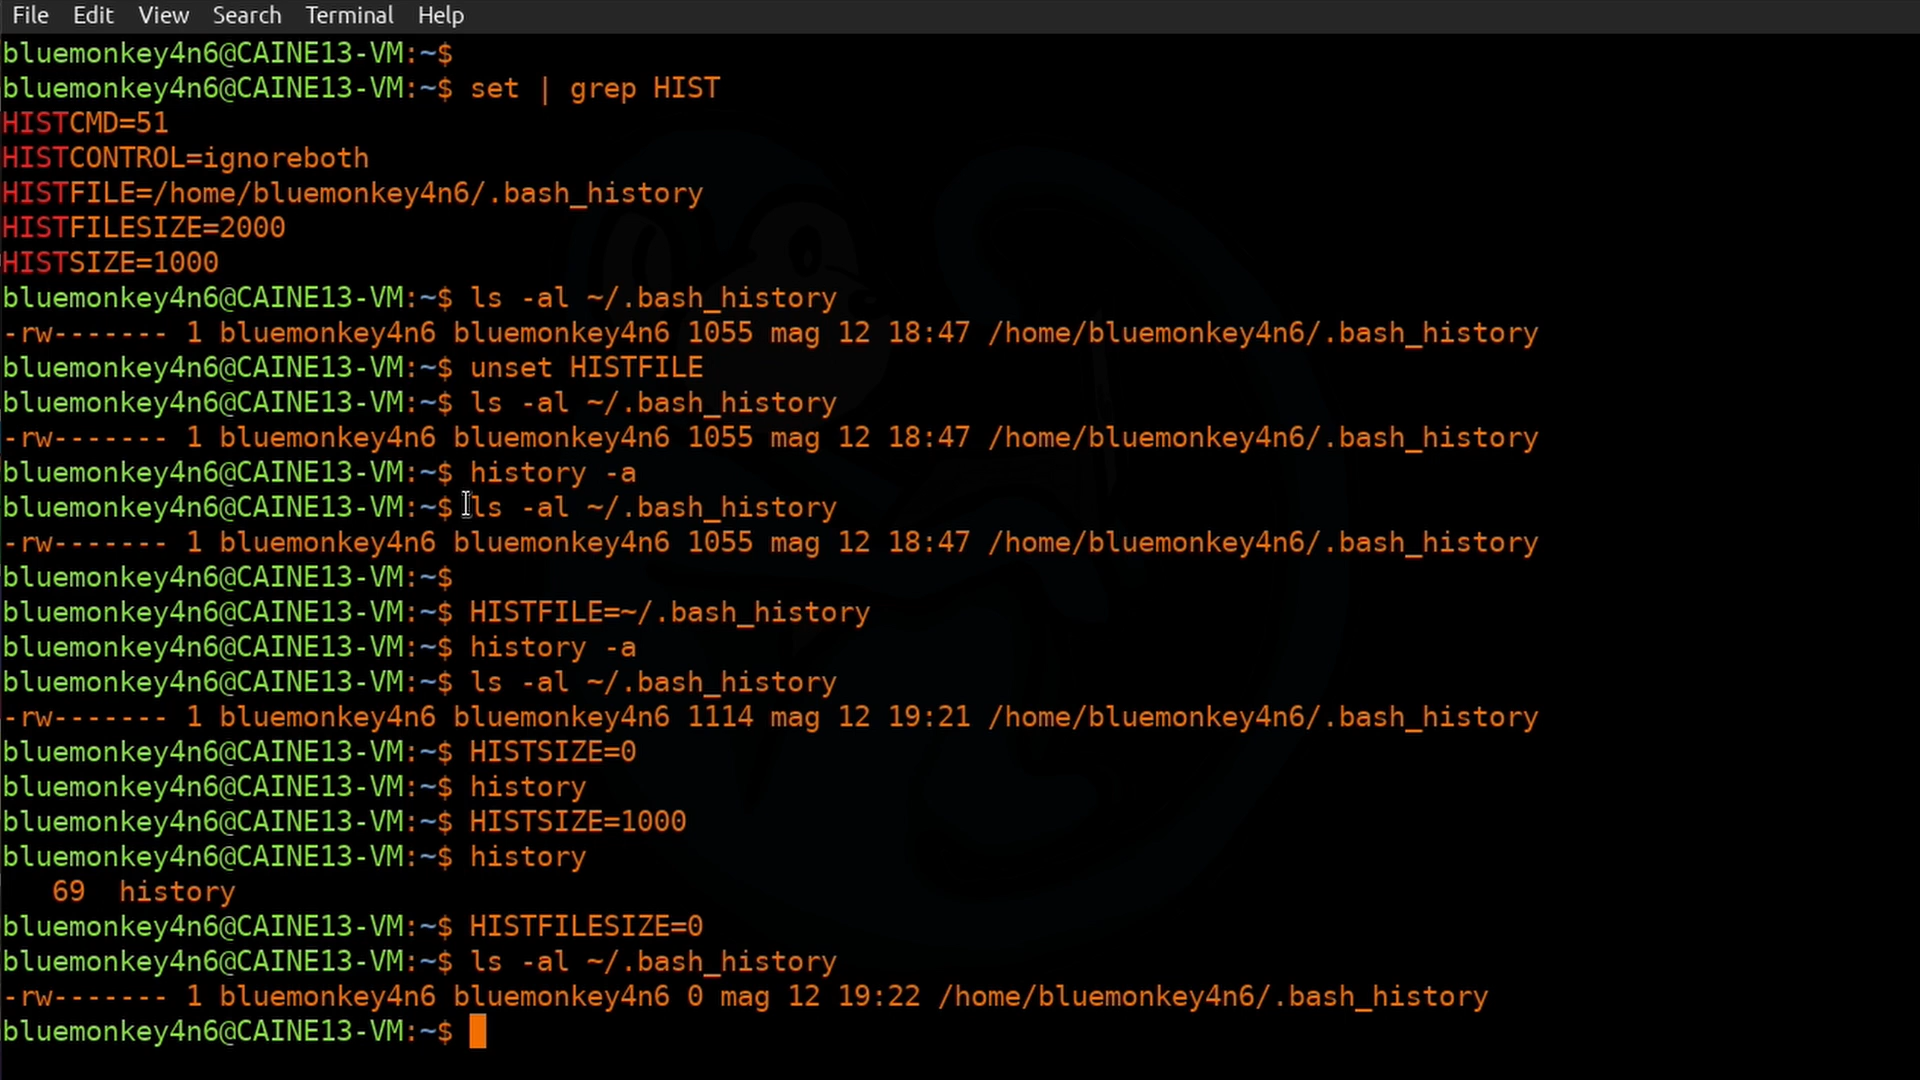 File Edit View Search Terminal Help
bluemonkey4n6@CAINE13-VM:~$
bluemonkey4n6@CAINE13-VM:~$ set | grep HIST
HISTCMD=51
HISTCONTROL=ignoreboth
HISTFILE=/home/bluemonkey4n6/.bash_history
HISTFILESIZE=2000
HISTSIZE=1000
bluemonkey4n6@CAINE13-VM:~$ ls -al ~/.bash_history
-rw------- 1 bluemonkey4n6 bluemonkey4n6 1055 mag 12 18:47 /home/bluemonkey4n6/.bash_history
bluemonkey4n6@CAINE13-VM:~$ unset HISTFILE
bluemonkey4n6@CAINE13-VM:~$ ls -al ~/.bash_history
-rw------- 1 bluemonkey4n6 bluemonkey4n6 1055 mag 12 18:47 /home/bluemonkey4n6/.bash_history
bluemonkey4n6@CAINE13-VM:~$ history -a
bluemonkey4n6@CAINE13-VM:~$ ls -al ~/.bash_history
-rw------- 1 bluemonkey4n6 bluemonkey4n6 1055 mag 12 18:47 /home/bluemonkey4n6/.bash_history
bluemonkey4n6@CAINE13-VM:~$
bluemonkey4n6@CAINE13-VM:~$ HISTFILE=~/.bash_history
bluemonkey4n6@CAINE13-VM:~$ history -a
bluemonkey4n6@CAINE13-VM:~$ ls -al ~/.bash_history
-rw------- 1 bluemonkey4n6 bluemonkey4n6 1114 mag 12 19:21 /home/bluemonkey4n6/.bash_history
bluemonkey4n6@CAINE13-VM:~$ HISTSIZE=0
bluemonkey4n6@CAINE13-VM:~$ history
bluemonkey4n6@CAINE13-VM:~$ HISTSIZE=1000
bluemonkey4n6@CAINE13-VM:~$ history
   69  history
bluemonkey4n6@CAINE13-VM:~$ HISTFILESIZE=0
bluemonkey4n6@CAINE13-VM:~$ ls -al ~/.bash_history
-rw------- 1 bluemonkey4n6 bluemonkey4n6 0 mag 12 19:22 /home/bluemonkey4n6/.bash_history
bluemonkey4n6@CAINE13-VM:~$